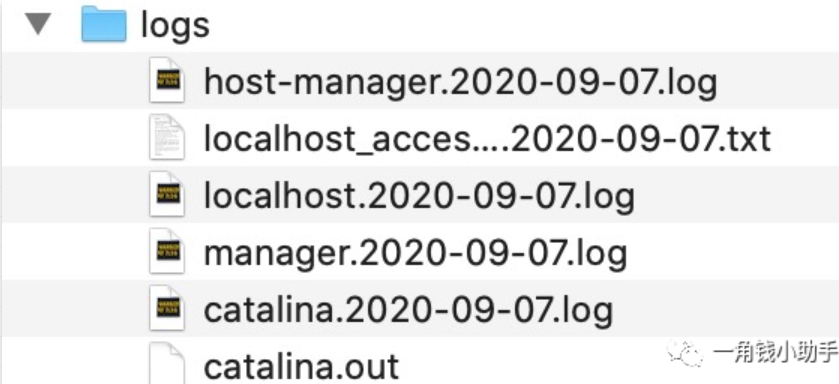 logs
host-manager.2020-09-07.log
localhost_acces....2020-09-07.txt
localhost.2020-09-07.log
manager.2020-09-07.log
catalina.2020-09-07.log
一角钱小助手
catalina.out